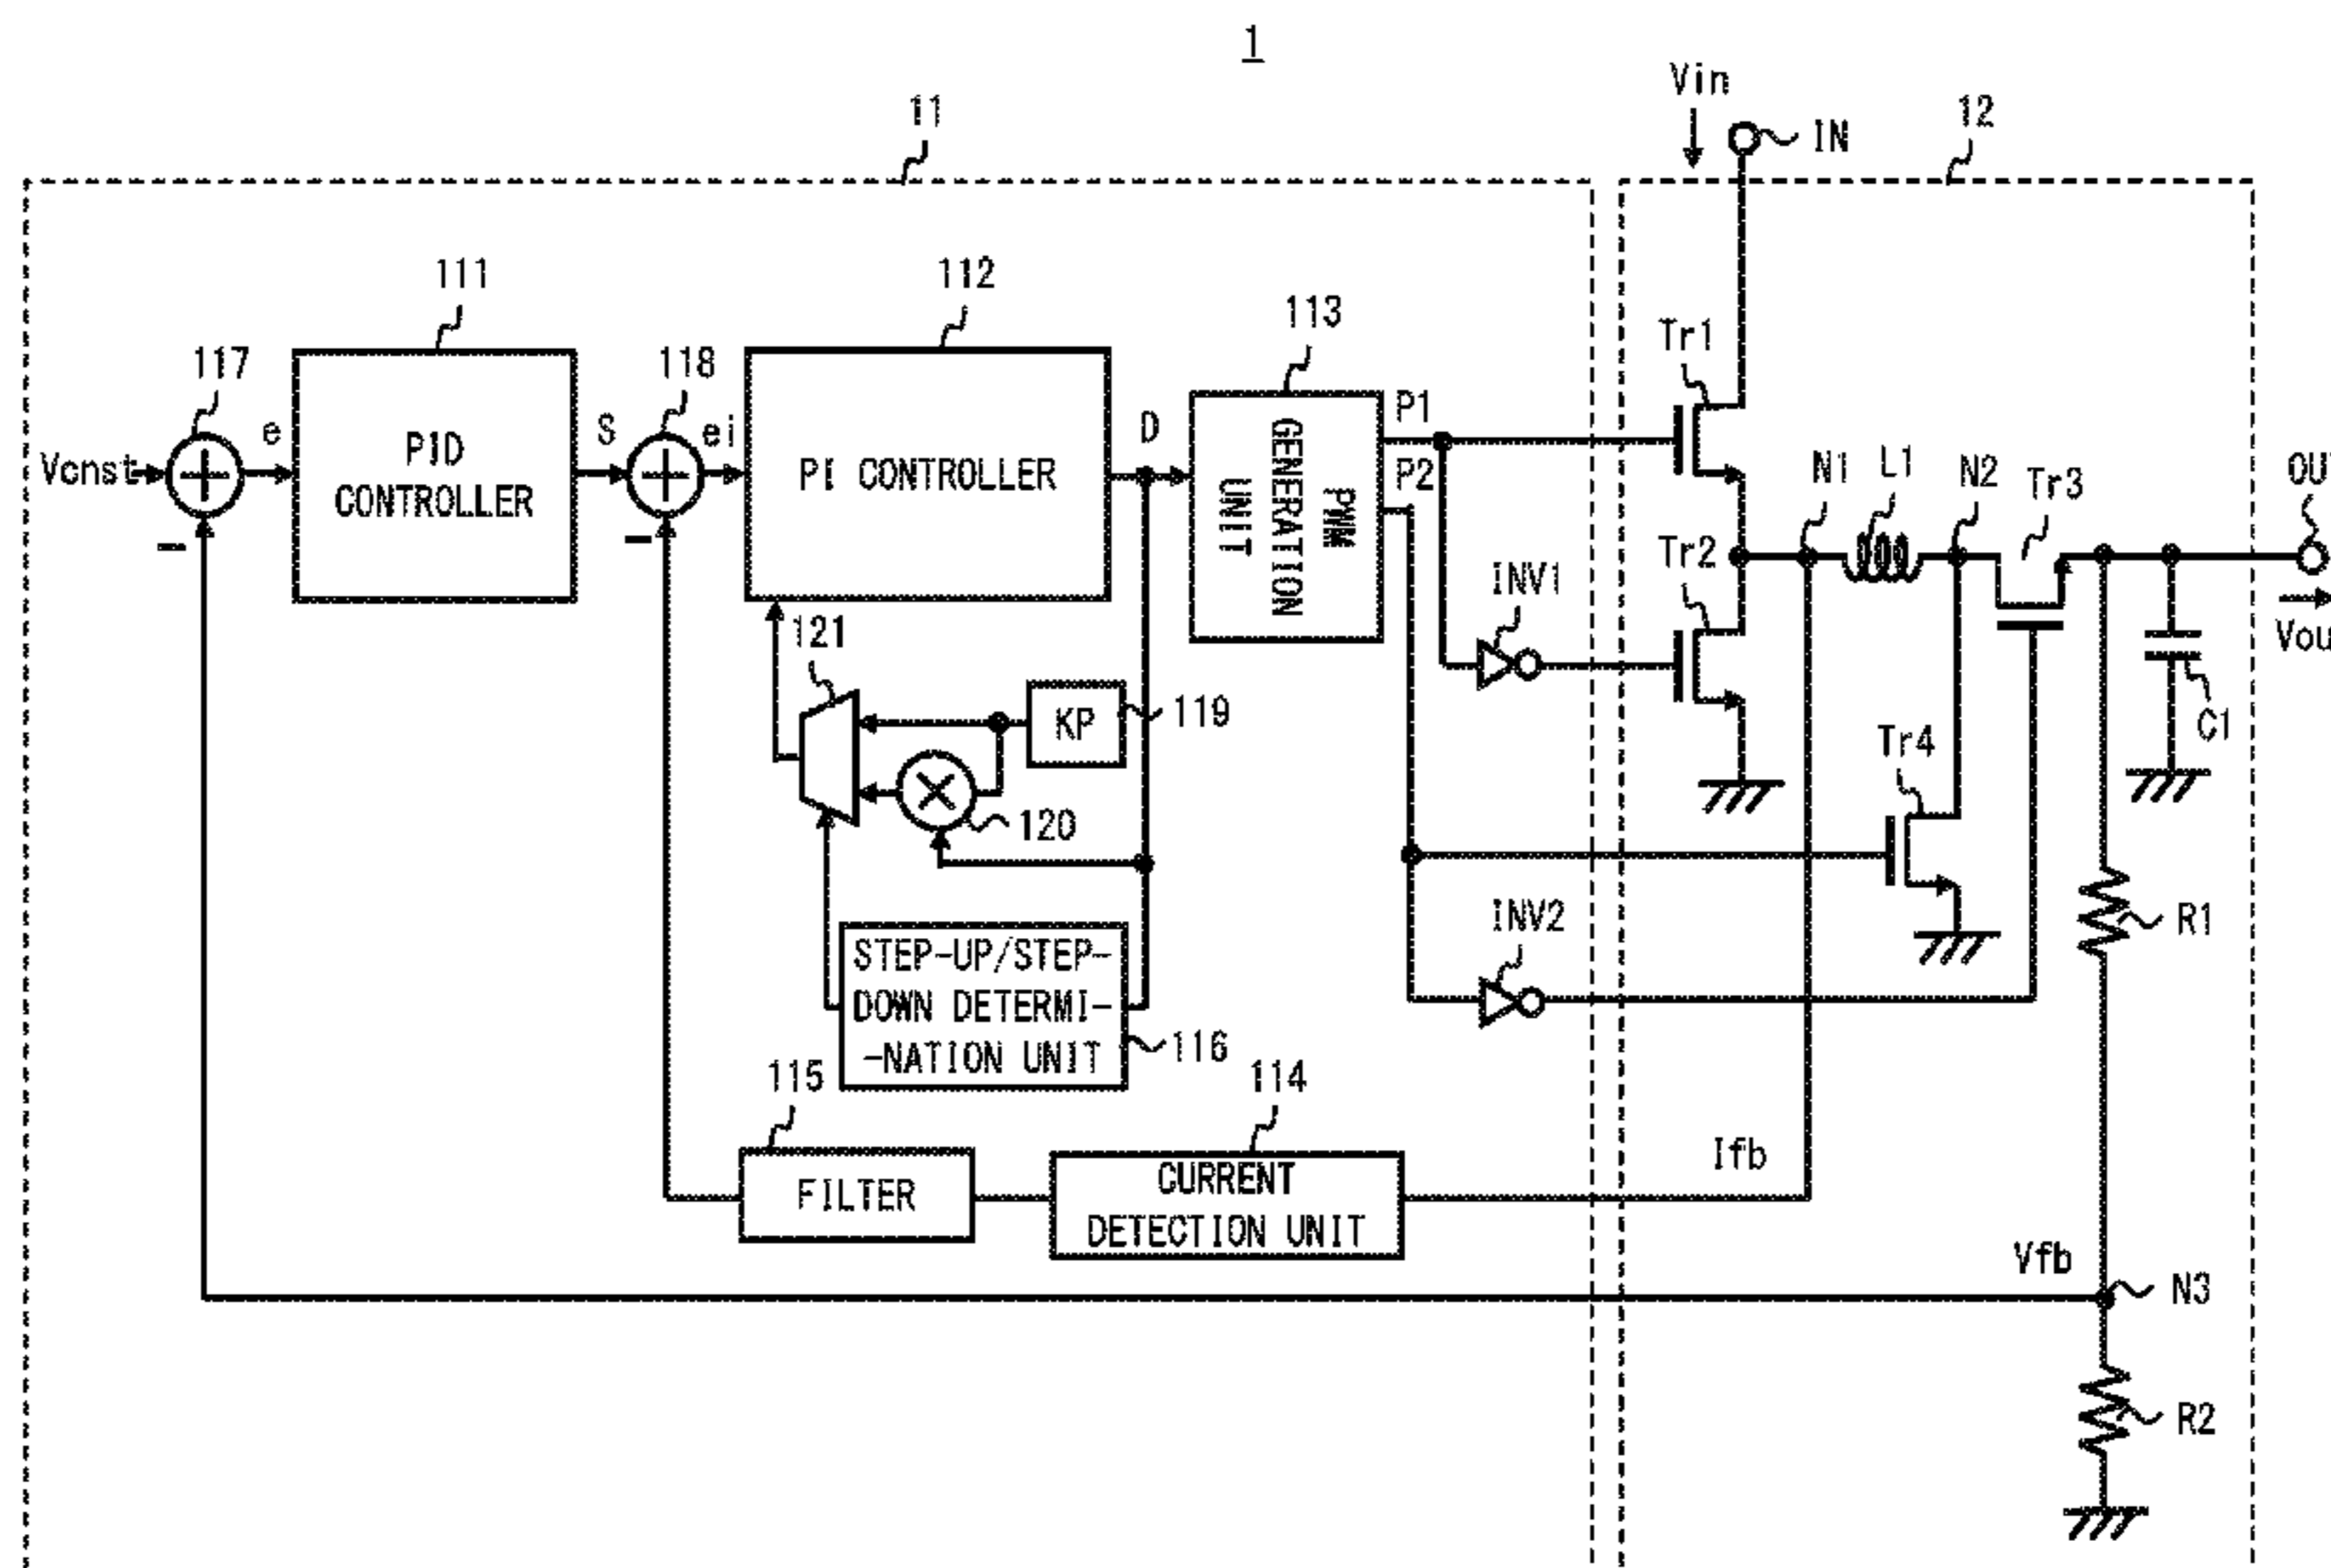 1
Vin
IN
11
12
111
112
113
117
118
Tr1
Vcnst
e
PID
CONTROLLER
S
ei
PI CONTROLLER
D
PWM
GENERATION
UNIT
P1
P2
N1
L1
N2
Tr3
Tr2
INV1
121
KP
119
120
C1
Tr4
STEP-UP/STEP-
DOWN DETERMI-
-NATION UNIT
116
INV2
R1
115
FILTER
114
CURRENT
DETECTION UNIT
Ifb
Vfb
N3
R2
-
-